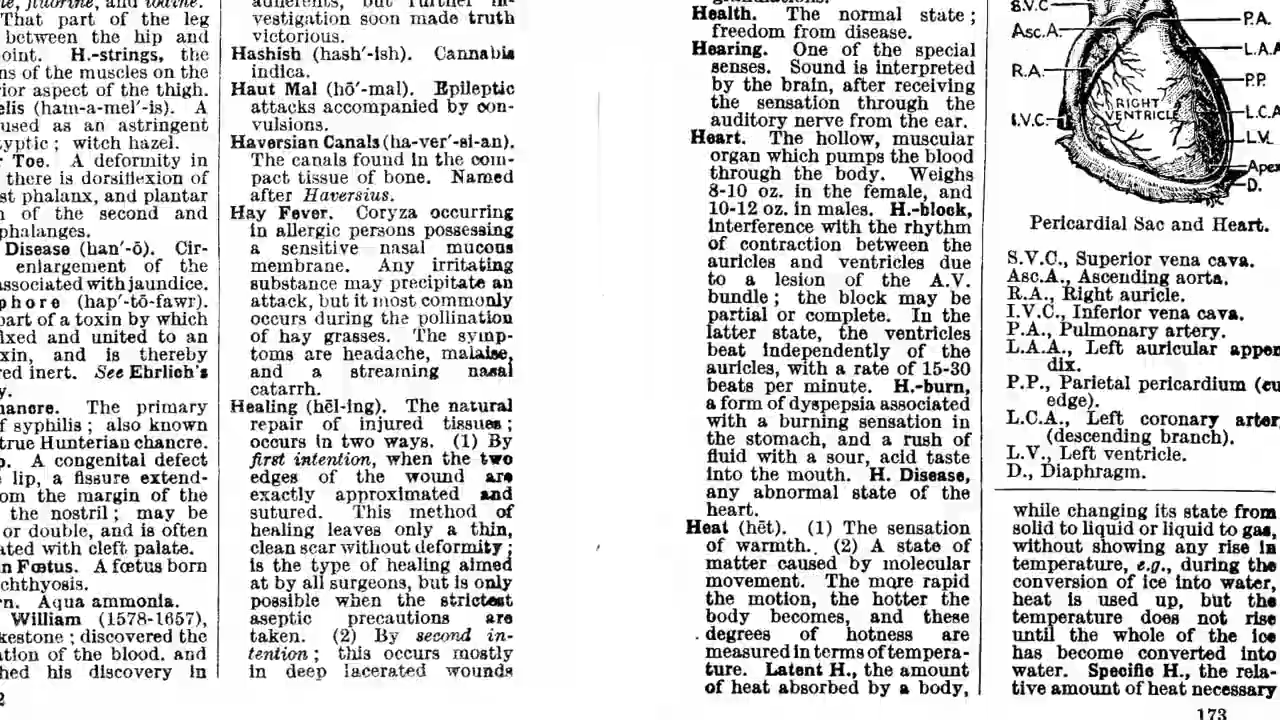 That part of the leg
between the hip and
oint. H.-strings, the
ns of the muscles on the
rior aspect of the thigh.
elis (ham-a-mel′-is). A
used as an astringent
yptic ; witch hazel.
Toe. A deformity in
there is dorsiflexion of
st phalanx, and plantar
n of the second and
phalanges.
Disease (han′-ō). Cir-
enlargement of the
associated with jaundice.
phore (hap′-tō-fawr).
part of a toxin by which
ixed and united to an
xin, and is thereby
red inert. See Ehrlich's
y.
hancre. The primary
f syphilis ; also known
true Hunterian chancre.
p. A congenital defect
lip, a fissure extend-
om the margin of the
the nostril ; may be
or double, and is often
ated with cleft palate.
n Fœtus. A fœtus born
chthyosis.
rn. Aqua ammonia.
William (1578-1657),
kestone ; discovered the
ation of the blood, and
hed his discovery in
2
adherents, but further in-
vestigation soon made truth
victorious.
Hashish (hash′-ish). Cannabis
indica.
Haut Mal (hō′-mal). Epileptic
attacks accompanied by con-
vulsions.
Haversian Canals (ha-ver′-si-an).
The canals found in the com-
pact tissue of bone. Named
after Haversius.
Hay Fever. Coryza occurring
in allergic persons possessing
a sensitive nasal mucous
membrane. Any irritating
substance may precipitate an
attack, but it most commonly
occurs during the pollination
of hay grasses. The symp-
toms are headache, malaise,
and a streaming nasal
catarrh.
Healing (hēl-ing). The natural
repair of injured tissues ;
occurs in two ways. (1) By
first intention, when the two
edges of the wound are
exactly approximated and
sutured. This method of
healing leaves only a thin,
clean scar without deformity ;
is the type of healing aimed
at by all surgeons, but is only
possible when the strictest
aseptic precautions are
taken. (2) By second in-
tention ; this occurs mostly
in deep lacerated wounds
Health. The normal state ;
freedom from disease.
Hearing. One of the special
senses. Sound is interpreted
by the brain, after receiving
the sensation through the
auditory nerve from the ear.
Heart. The hollow, muscular
organ which pumps the blood
through the body. Weighs
8-10 oz. in the female, and
10-12 oz. in males. H.-block,
interference with the rhythm
of contraction between the
auricles and ventricles due
to a lesion of the A.V.
bundle ; the block may be
partial or complete. In the
latter state, the ventricles
beat independently of the
auricles, with a rate of 15-30
beats per minute. H.-burn,
a form of dyspepsia associated
with a burning sensation in
the stomach, and a rush of
fluid with a sour, acid taste
into the mouth. H. Disease,
any abnormal state of the
heart.
Heat (hēt). (1) The sensation
of warmth. (2) A state of
matter caused by molecular
movement. The more rapid
the motion, the hotter the
body becomes, and these
degrees of hotness are
measured in terms of tempera-
ture. Latent H., the amount
of heat absorbed by a body,
S.V.C
Asc.A.
R.A.
I.V.C.
RIGHT
VENTRICLE
P.A.
L.A.A
P.P.
L.C.A
L.V.
Apex
D.
Pericardial Sac and Heart.
S.V.C., Superior vena cava.
Asc.A., Ascending aorta.
R.A., Right auricle.
I.V.C., Inferior vena cava.
P.A., Pulmonary artery.
L.A.A., Left auricular appen
dix.
P.P., Parietal pericardium (cu
edge).
L.C.A., Left coronary arter
(descending branch).
L.V., Left ventricle.
D., Diaphragm.
while changing its state from
solid to liquid or liquid to gas,
without showing any rise in
temperature, e.g., during the
conversion of ice into water,
heat is used up, but the
temperature does not rise
until the whole of the ice
has become converted into
water. Specific H., the rela-
tive amount of heat necessary
173